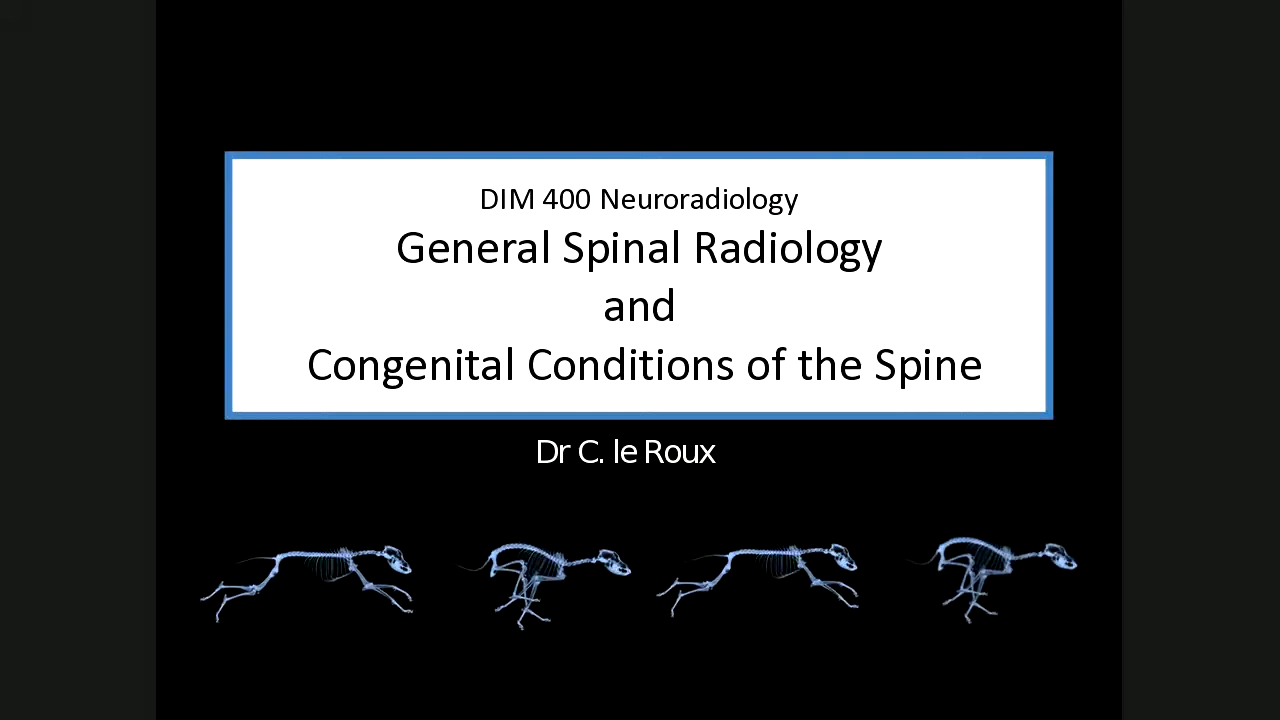 DIM 400 Neuroradiology
General Spinal Radiology
and
Congenital Conditions of the Spine
Dr C. le Roux